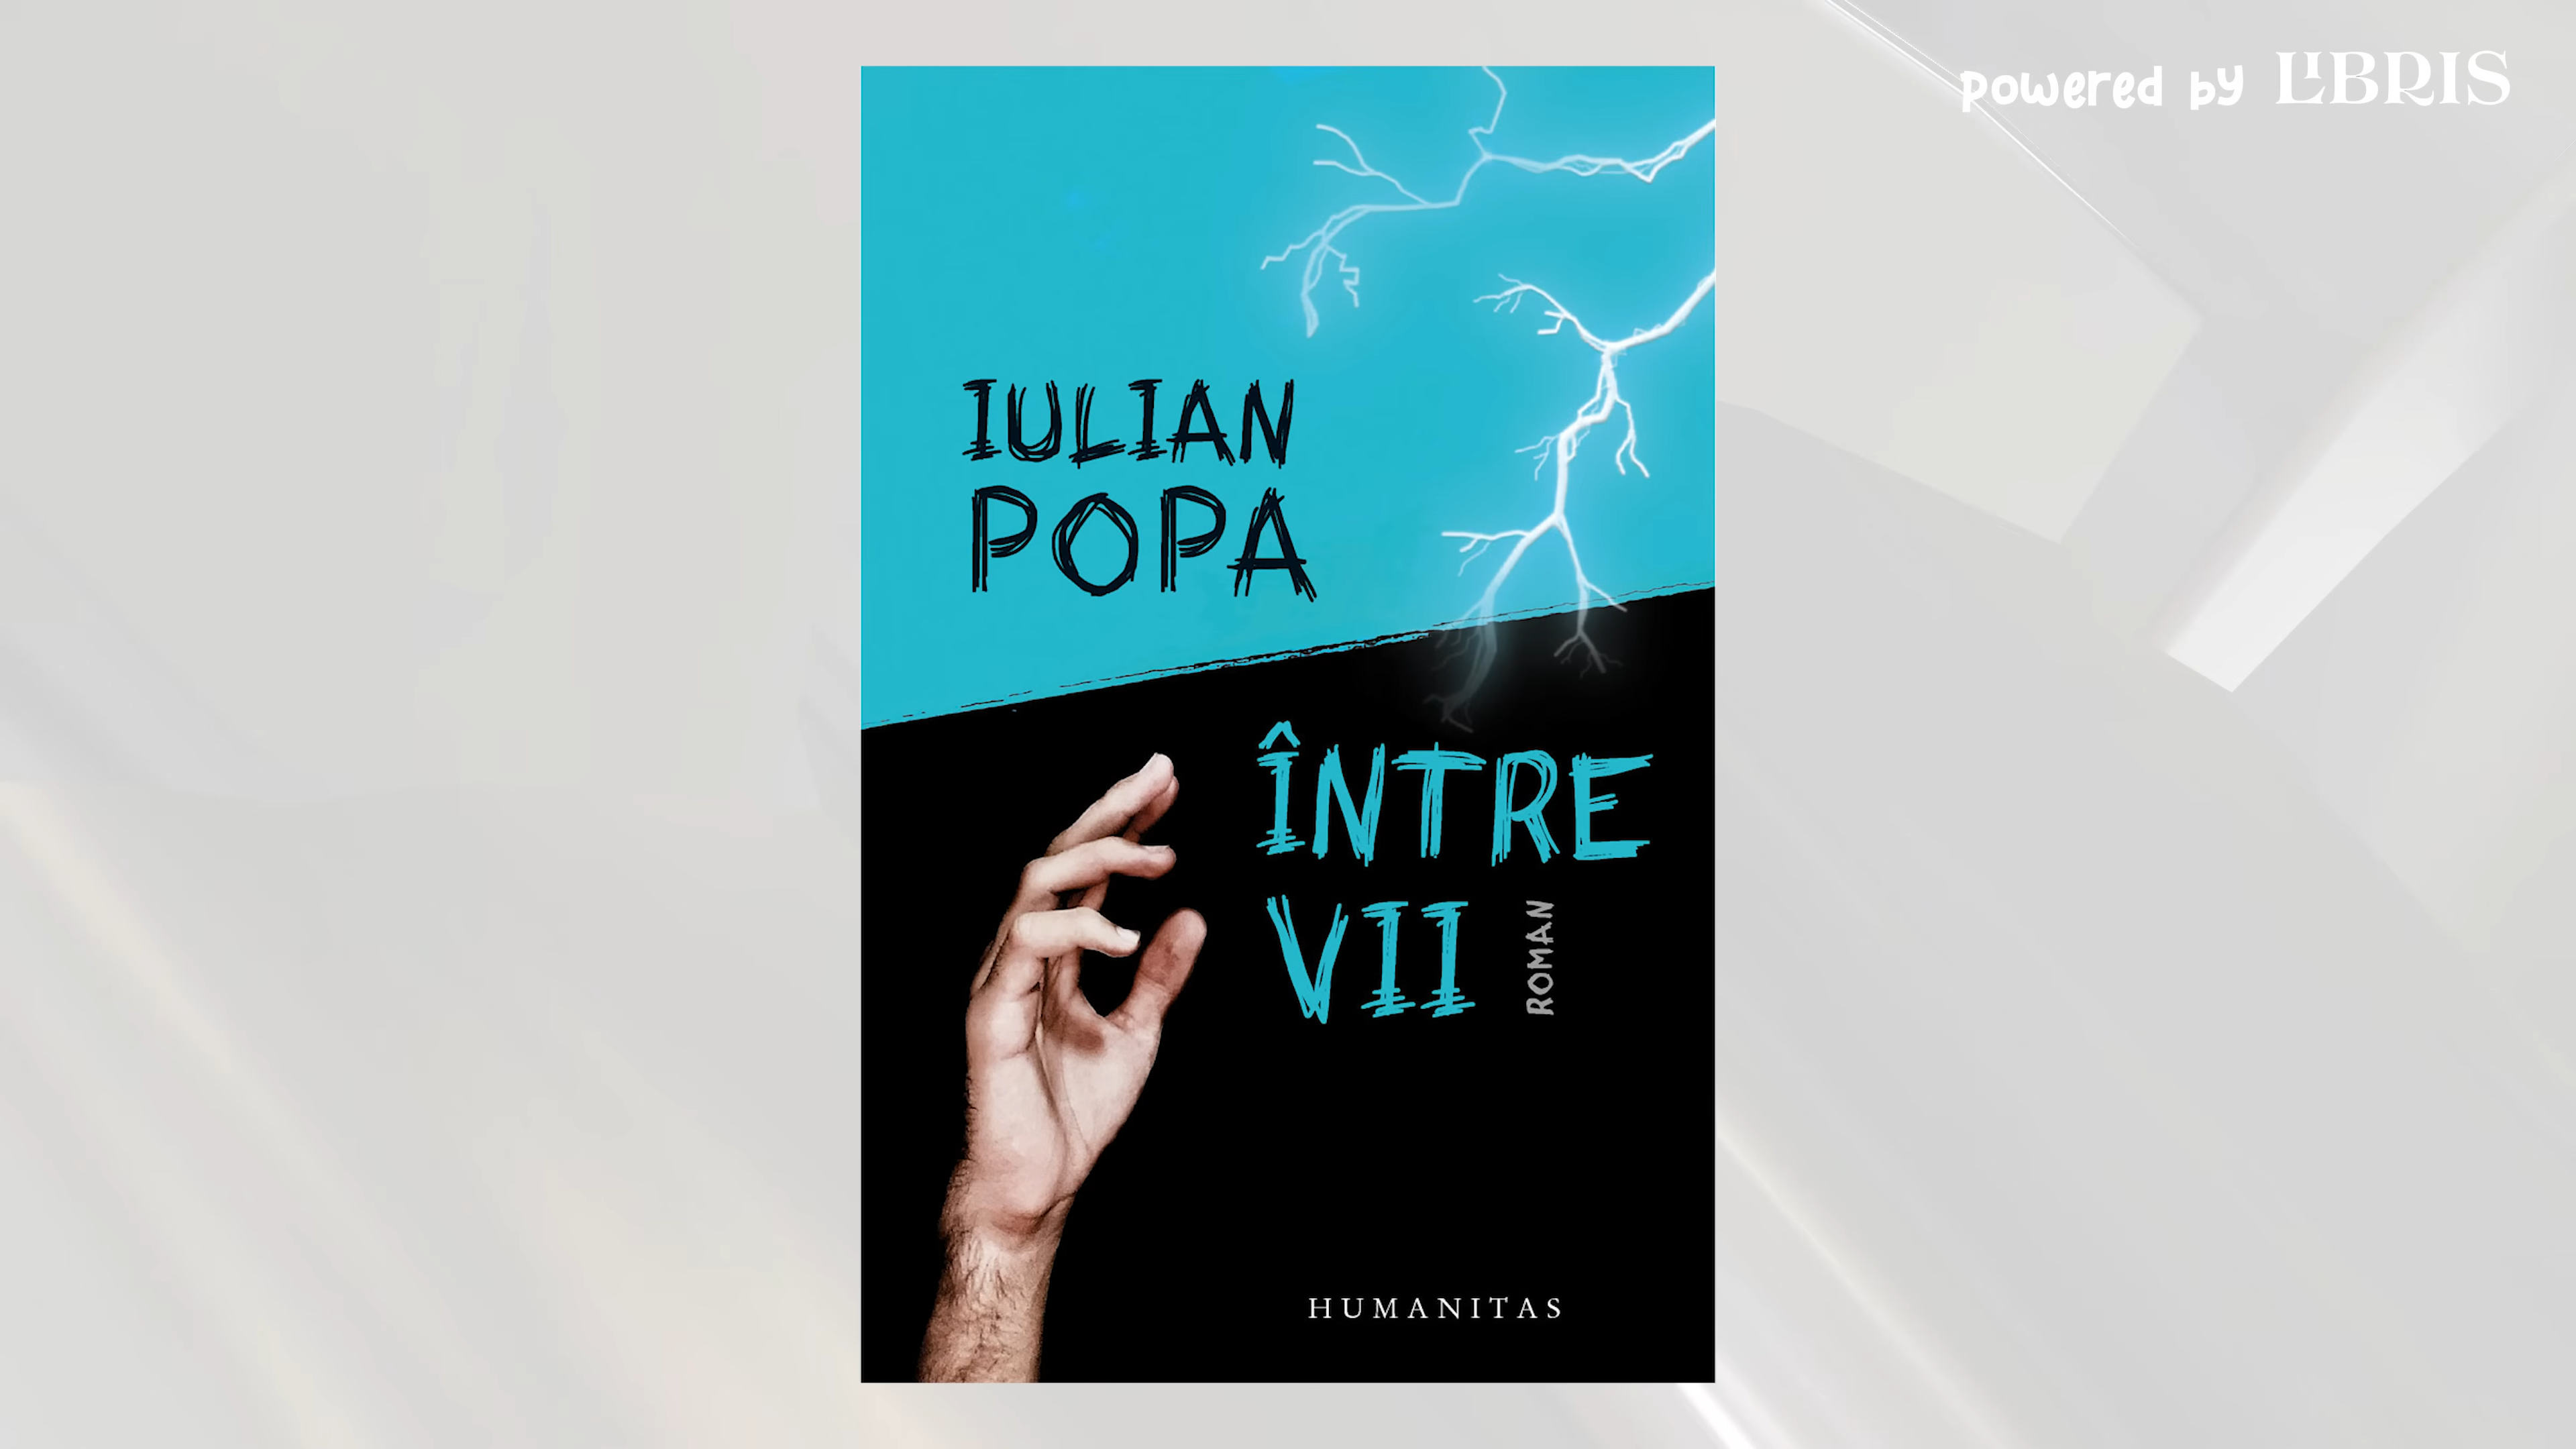 powered by LIBRIS
IULIAN
POPA
ÎNTRE
VII
ROMAN
HUMANITAS